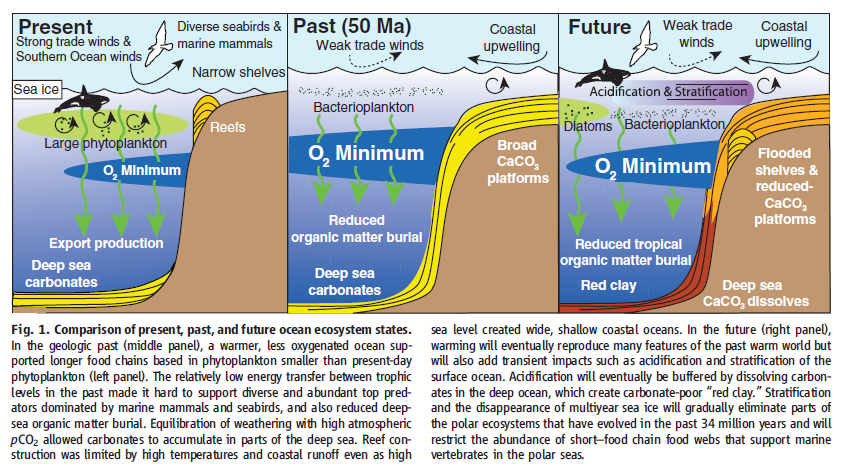 Present
Strong trade winds &
Southern Ocean winds
Diverse seabirds &
marine mammals
Narrow shelves
Sea ice
Reefs
Large phytoplankton
O2 Minimum
Export production
Deep sea
carbonates
Past (50 Ma)
Weak trade winds
Coastal
upwelling
Bacterioplankton
O2 Minimum
Broad
CaCO3
platforms
Reduced
organic matter burial
Deep sea
carbonates
Future
Weak trade
winds
Coastal
upwelling
Acidification & Stratification
Diatoms
Bacterioplankton
O2 Minimum
Flooded
shelves &
reduced-
CaCO3
platforms
Reduced tropical
organic matter burial
Red clay
Deep sea
CaCO3 dissolves
Fig. 1. Comparison of present, past, and future ocean ecosystem states.
In the geologic past (middle panel), a warmer, less oxygenated ocean sup-
ported longer food chains based in phytoplankton smaller than present-day
phytoplankton (left panel). The relatively low energy transfer between trophic
levels in the past made it hard to support diverse and abundant top pred-
ators dominated by marine mammals and seabirds, and also reduced deep-
sea organic matter burial. Equilibration of weathering with high atmospheric
pCO2 allowed carbonates to accumulate in parts of the deep sea. Reef con-
struction was limited by high temperatures and coastal runoff even as high
sea level created wide, shallow coastal oceans. In the future (right panel),
warming will eventually reproduce many features of the past warm world but
will also add transient impacts such as acidification and stratification of the
surface ocean. Acidification will eventually be buffered by dissolving carbon-
ates in the deep ocean, which create carbonate-poor “red clay.” Stratification
and the disappearance of multiyear sea ice will gradually eliminate parts of
the polar ecosystems that have evolved in the past 34 million years and will
restrict the abundance of short–food chain food webs that support marine
vertebrates in the polar seas.